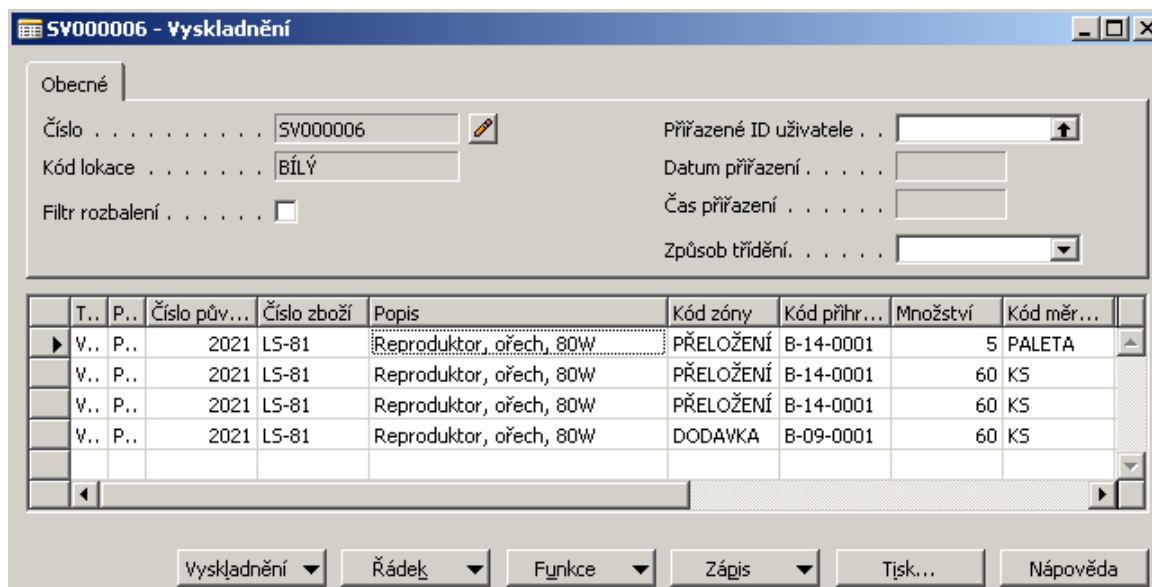 SV000006 - Vyskladnění
Obecné
Číslo . . . . . . . . . . SV000006 Přiřazené ID uživatele . .
Kód lokace . . . . . . . BÍLÝ Datum přiřazení . . . . .
Filtr rozbalení . . . . . . Čas přiřazení . . . . . .
Způsob třídění. . . . . .
T.. P.. Číslo pův... Číslo zboží Popis Kód zóny Kód přihr... Množství Kód měr...
V.. P.. 2021 LS-81 Reproduktor, ořech, 80W PŘELOŽENÍ B-14-0001 5 PALETA
V.. P.. 2021 LS-81 Reproduktor, ořech, 80W PŘELOŽENÍ B-14-0001 60 KS
V.. P.. 2021 LS-81 Reproduktor, ořech, 80W PŘELOŽENÍ B-14-0001 60 KS
V.. P.. 2021 LS-81 Reproduktor, ořech, 80W DODAVKA B-09-0001 60 KS
Vyskladnění Řádek Funkce Zápis Tisk... Nápověda